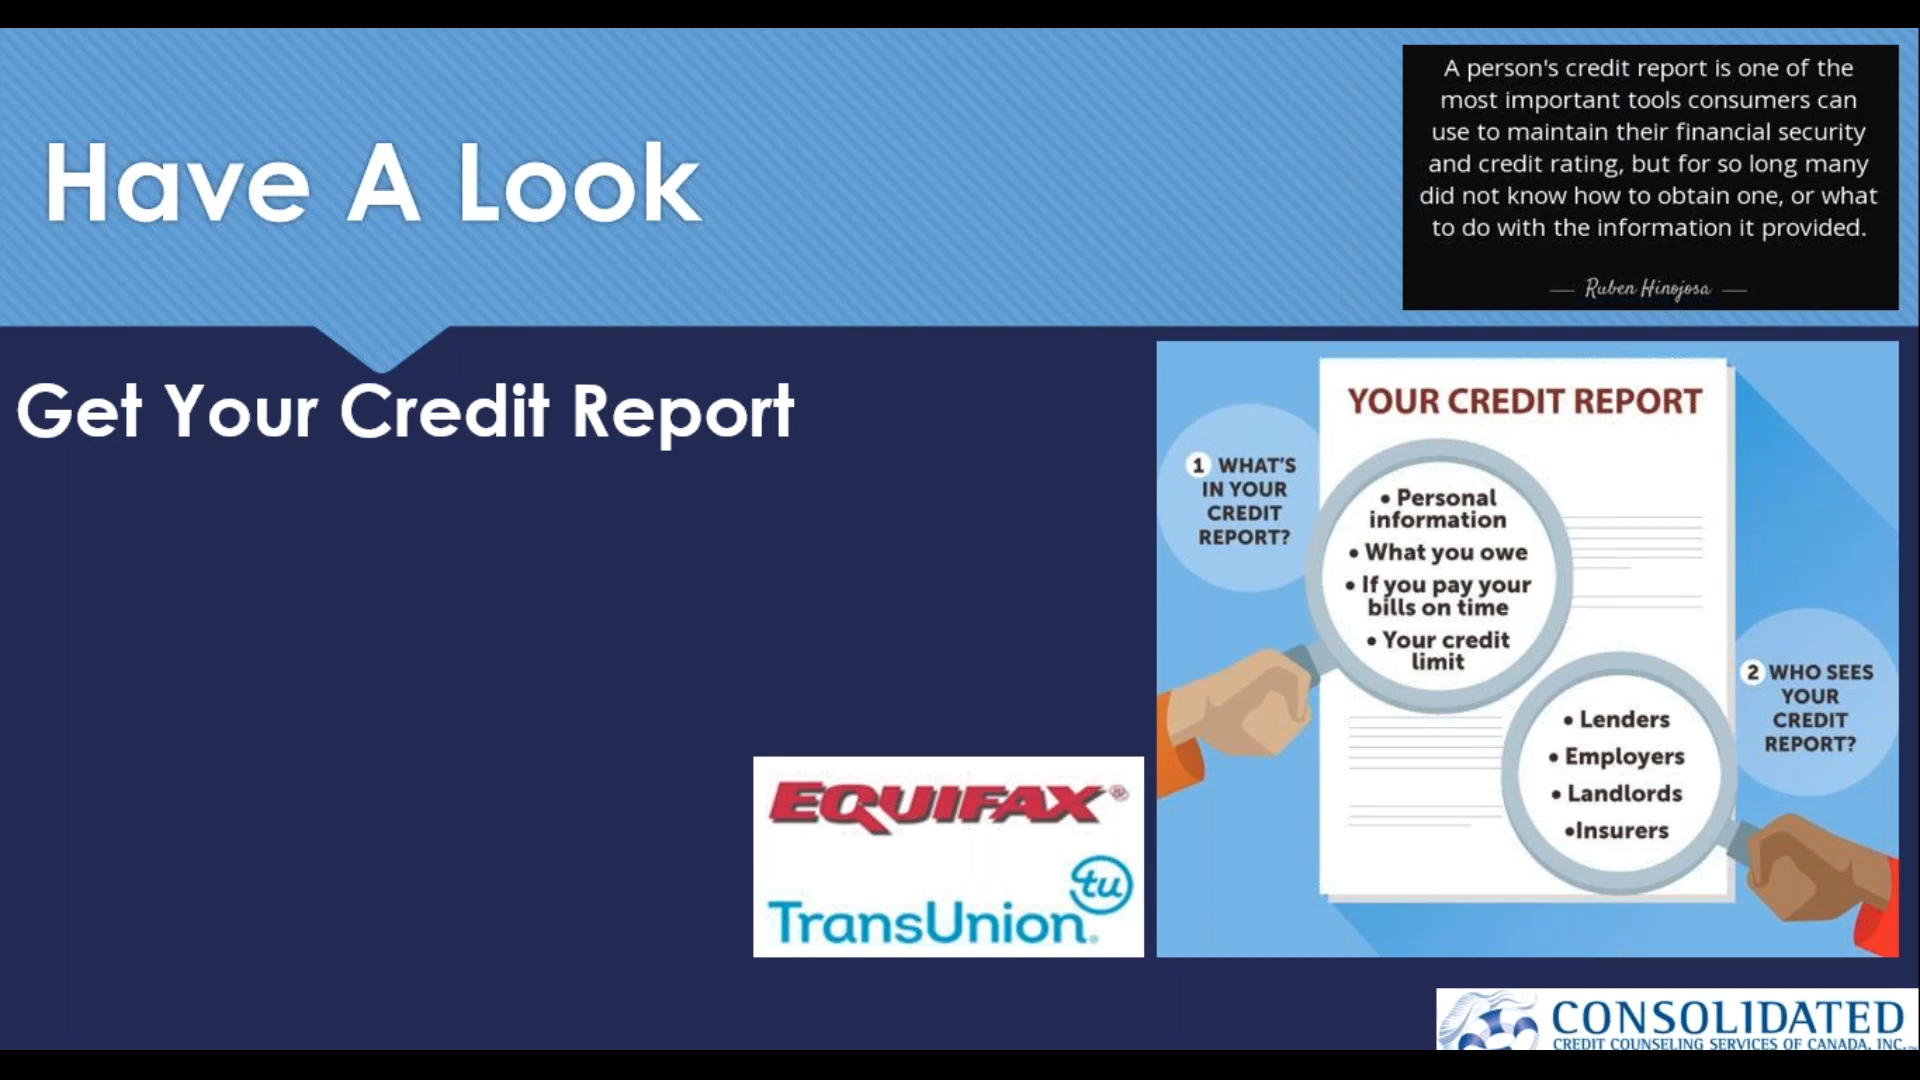 Have A Look
A person's credit report is one of the
most important tools consumers can
use to maintain their financial security
and credit rating, but for so long many
did not know how to obtain one, or what
to do with the information it provided.
— Ruben Hinojosa —
Get Your Credit Report
YOUR CREDIT REPORT
1 WHAT'S
IN YOUR
CREDIT
REPORT?
• Personal
information
• What you owe
• If you pay your
bills on time
• Your credit
limit
2 WHO SEES
YOUR
CREDIT
REPORT?
• Lenders
• Employers
• Landlords
•Insurers
EQUIFAX®
tu
TransUnion®
CONSOLIDATED
CREDIT COUNSELING SERVICES OF CANADA, INC.